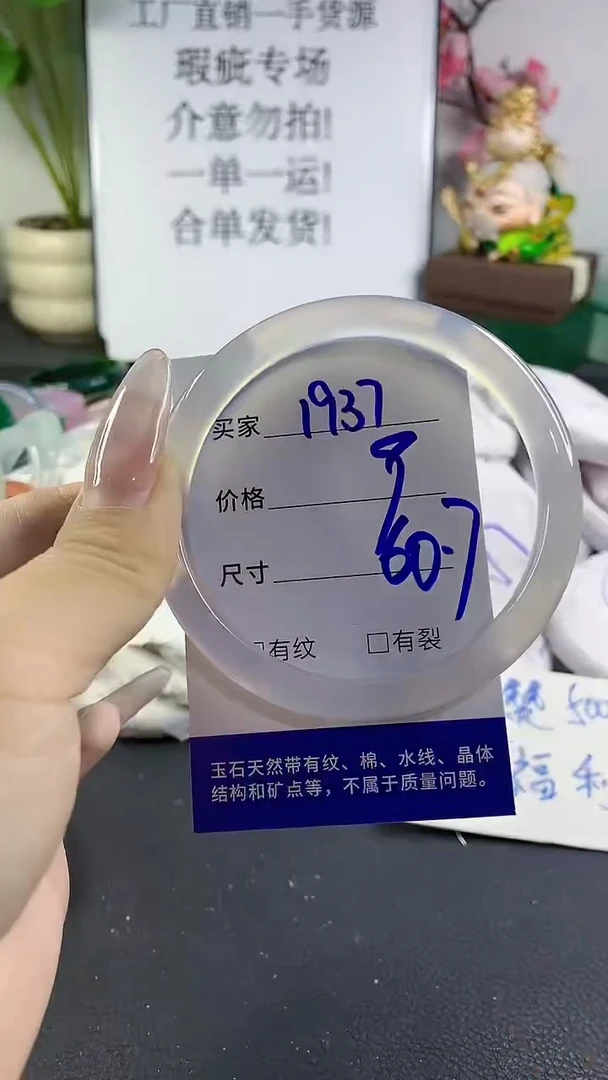 工厂直销一手货源
瑕疵专场
介意勿拍!
一单一运!
合单发货!
买家 1937
价格
尺寸 60.7
有纹 □有裂
玉石天然带有纹、棉、水线、晶体
结构和矿点等，不属于质量问题。
500
福利